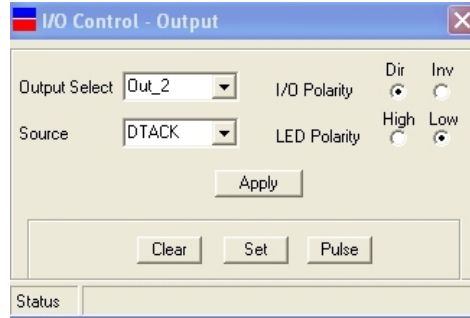 I/O Control - Output
Dir Inv
Output Select Out_2 I/O Polarity
High Low
Source DTACK LED Polarity
Apply
Clear Set Pulse
Status